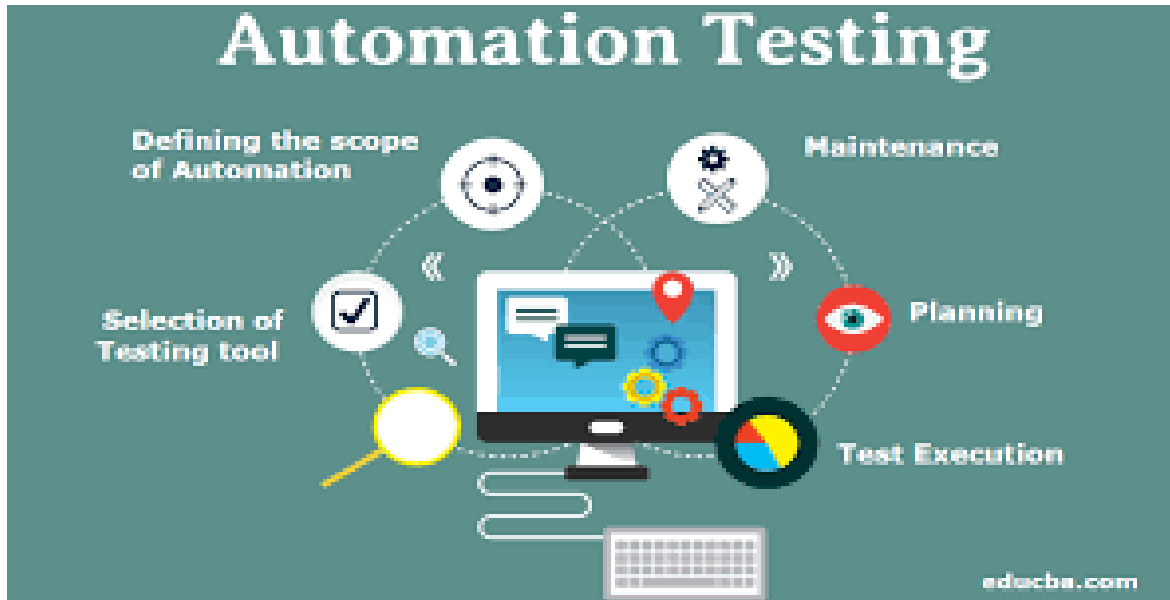 Automation Testing
Defining the scope
of Automation
Maintenance
Selection of
Testing tool
Planning
Test Execution
educba.com